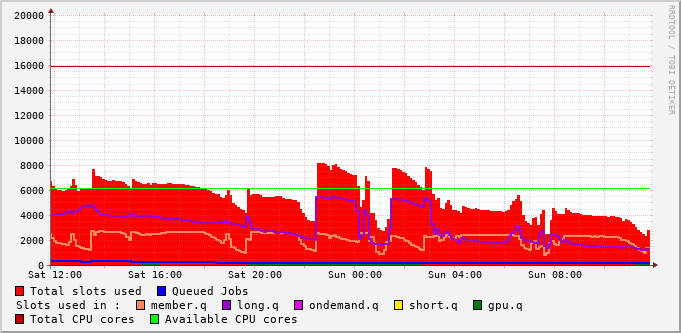 20000
18000
16000
14000
12000
10000
8000
6000
4000
2000
0
Sat 12:00 Sat 16:00 Sat 20:00 Sun 00:00 Sun 04:00 Sun 08:00
Total slots used Queued Jobs
Slots used in : member.q long.q ondemand.q short.q gpu.q
Total CPU cores Available CPU cores
RRDTOOL / TOBI OETIKER